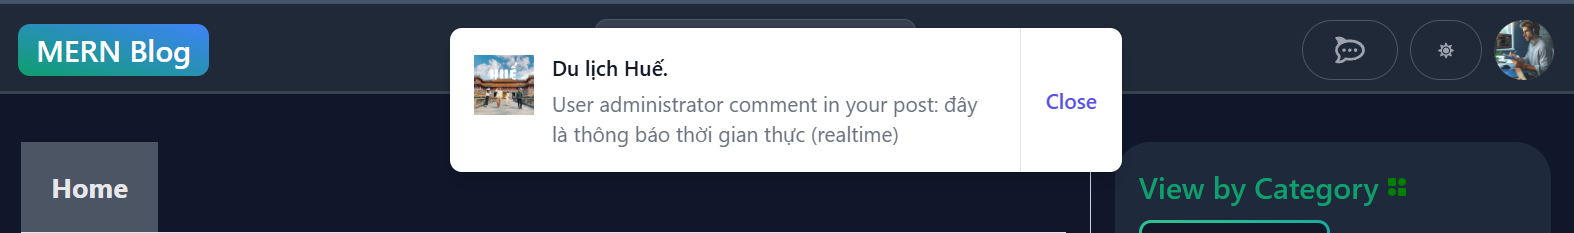 MERN Blog
HUẾ
Du lịch Huế.
User administrator comment in your post: đây
là thông báo thời gian thực (realtime)
Close
Home
View by Category